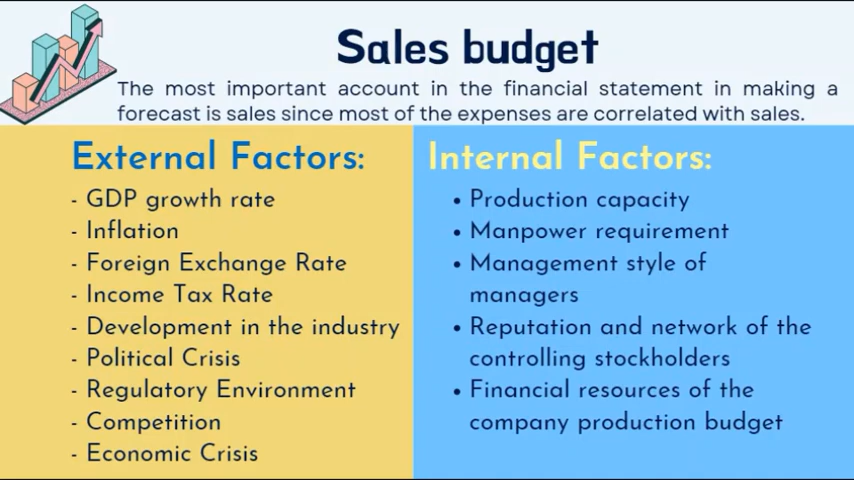 Sales budget
The most important account in the financial statement in making a
forecast is sales since most of the expenses are correlated with sales.
External Factors:
- GDP growth rate
- Inflation
- Foreign Exchange Rate
- Income Tax Rate
- Development in the industry
- Political Crisis
- Regulatory Environment
- Competition
- Economic Crisis
Internal Factors:
• Production capacity
• Manpower requirement
• Management style of
managers
• Reputation and network of the
controlling stockholders
• Financial resources of the
company production budget